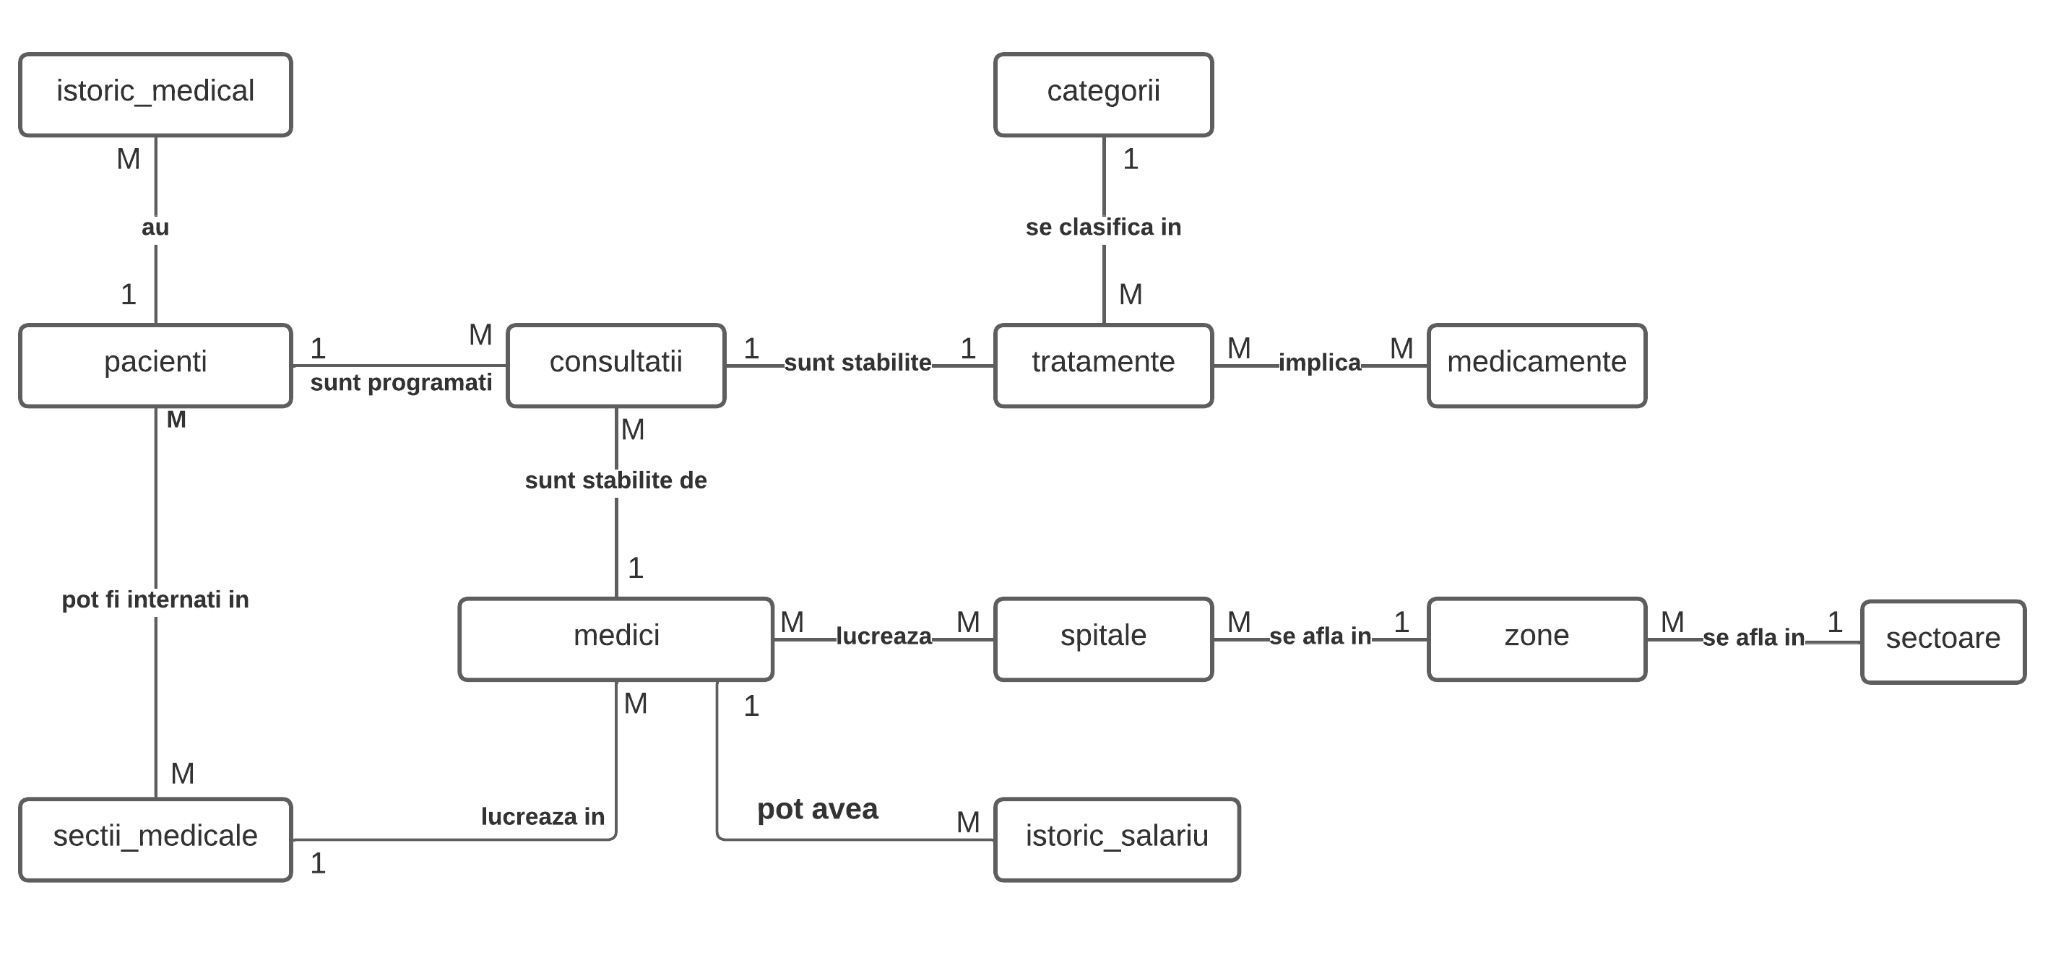 istoric_medical
categorii
M
1
au
se clasifica in
1
M
pacienti
1
M
sunt programati
consultatii
1
sunt stabilite
1
tratamente
M
implica
M
medicamente
M
M
sunt stabilite de
1
pot fi internati in
medici
M
lucreaza
M
spitale
M
se afla in
1
zone
M
se afla in
1
sectoare
M
1
M
lucreaza in
pot avea
M
sectii_medicale
1
istoric_salariu